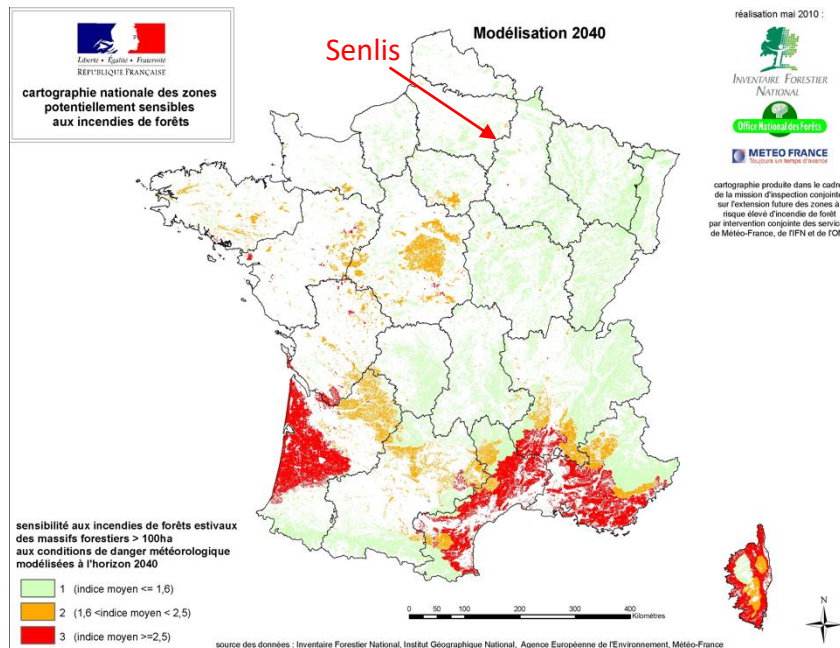 Liberté • Égalité • Fraternité
RÉPUBLIQUE FRANÇAISE
cartographie nationale des zones
potentiellement sensibles
aux incendies de forêts
Modélisation 2040
Senlis
réalisation mai 2010 :
INVENTAIRE FORESTIER
NATIONAL
Office National des Forêts
METEO FRANCE
Toujours un temps d'avance
cartographie produite dans le cadre
de la mission d'inspection conjointe
sur l'extension future des zones à
risque élevé d'incendie de forêt
par intervention conjointe des servic
de Météo-France, de l'IFN et de l'ON
sensibilité aux incendies de forêts estivaux
des massifs forestiers > 100ha
aux conditions de danger météorologique
modélisées à l'horizon 2040
1 (indice moyen <= 1,6)
2 (1,6 <indice moyen < 2,5)
3 (indice moyen >=2,5)
0 50 100 200 300 400
Kilomètres
N
source des données : Inventaire Forestier National, Institut Géographique National, Agence Européenne de l'Environnement, Météo-France